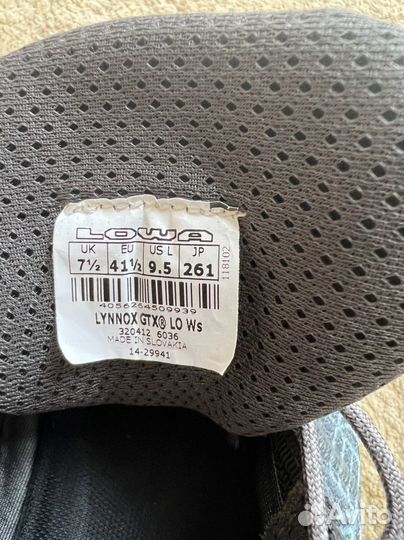 LOWA
UK EU US L JP
7½ 41½ 9.5 261
118102
4056264509939
LYNNOX GTX® LO Ws
320412 6036
MADE IN SLOVAKIA
14-29941
Avito